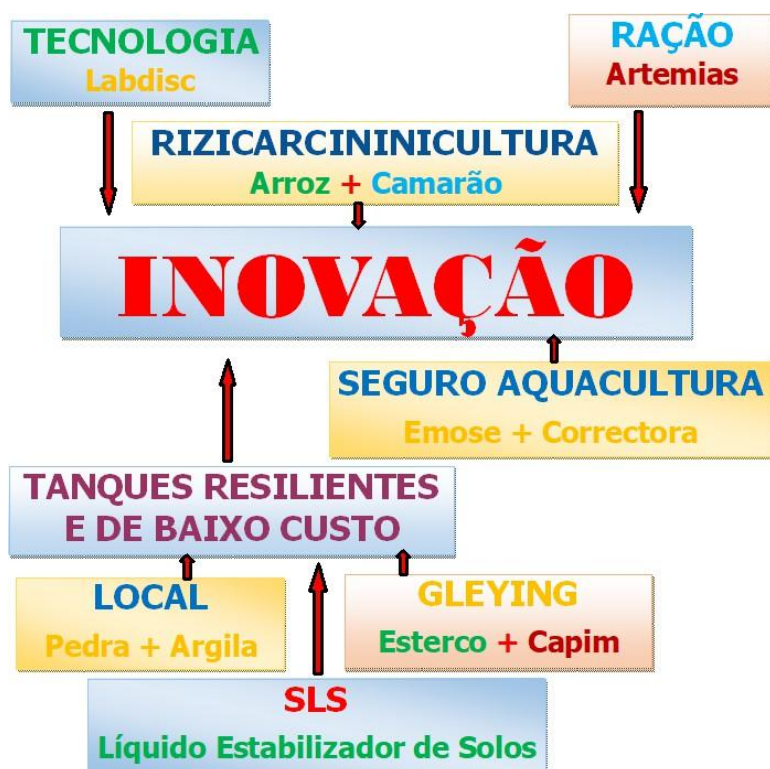 TECNOLOGIA
Labdisc
RAÇÃO
Artemias
RIZICARCININICULTURA
Arroz + Camarão
INOVAÇÃO
SEGURO AQUACULTURA
Emose + Correctora
TANQUES RESILIENTES
E DE BAIXO CUSTO
LOCAL
Pedra + Argila
GLEYING
Esterco + Capim
SLS
Líquido Estabilizador de Solos